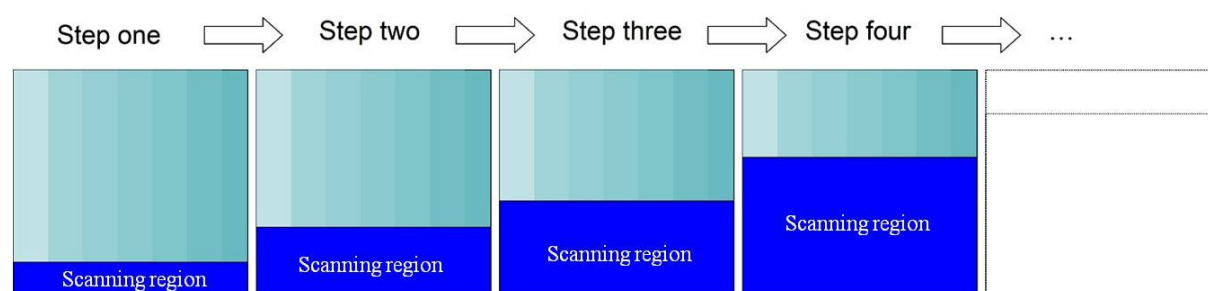 Step one
Step two
Step three
Step four
...
Scanning region
Scanning region
Scanning region
Scanning region